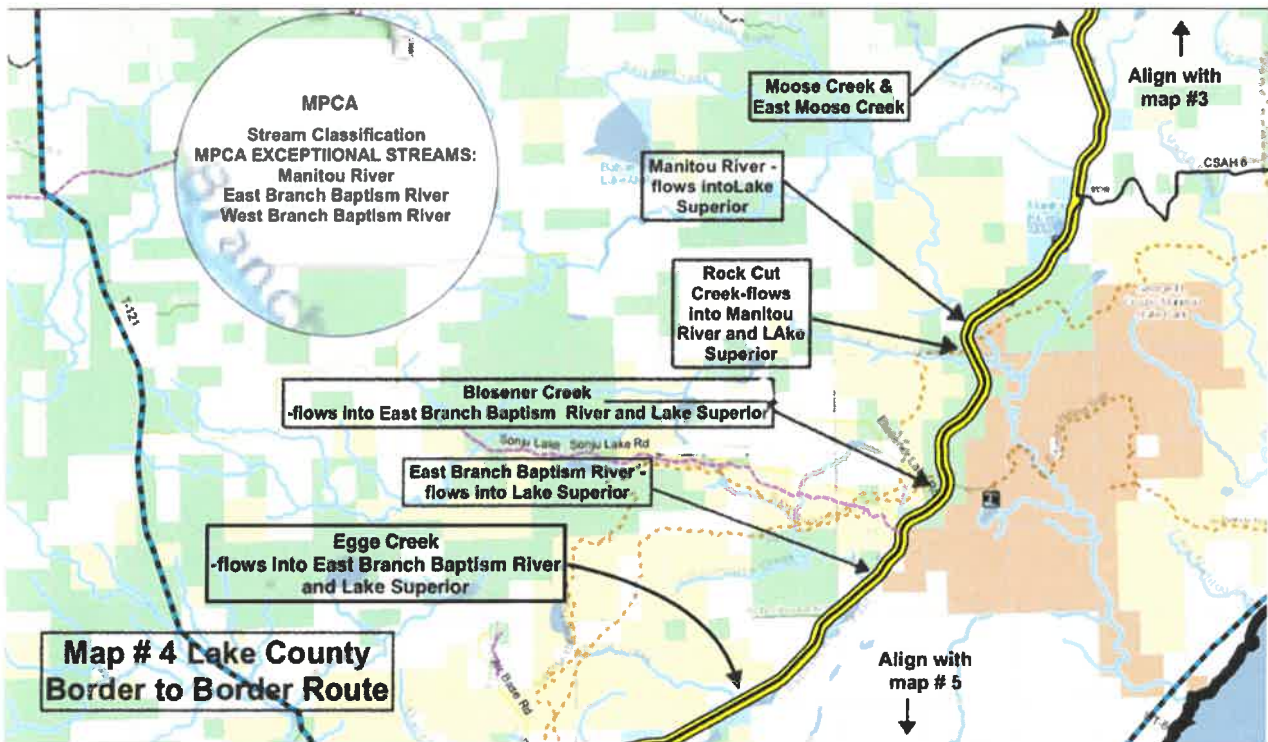 MPCA
Stream Classification
MPCA EXCEPTIIONAL STREAMS:
Manitou River
East Branch Baptism River
West Branch Baptism River
Branch
Moose Creek &
East Moose Creek
Align with
map #3
CSAH 6
Manitou River -
flows intoLake
Superior
Rock Cut
Creek-flows
into Manitou
River and LAke
Superior
T-121
Blesener Creek
-flows into East Branch Baptism River and Lake Superior
Sonju Lake Sonju Lake Rd
East Branch Baptism River -
flows into Lake Superior
Egge Creek
-flows into East Branch Baptism River
and Lake Superior
Map # 4 Lake County
Border to Border Route
Base Rd
Align with
map # 5